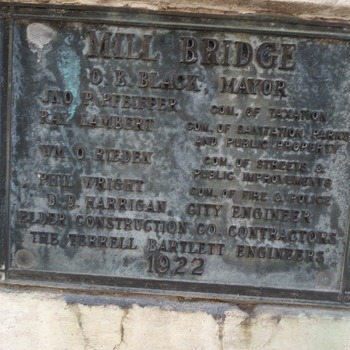 MILL BRIDGE
O. B. BLACK, MAYOR
JNO P. PFEIFFER COM. OF TAXATION
RAY LAMBERT COM. OF SANITATION, PARKS
AND PUBLIC PROPERTY
WM O. RIEDEN COM. OF STREETS &
PUBLIC IMPROVEMENTS
PHIL WRIGHT COM. OF FIRE & POLICE
D. D. HARRIGAN CITY ENGINEER
ELDER CONSTRUCTION CO. CONTRACTORS
THE TERRELL BARTLETT ENGINEERS
1922